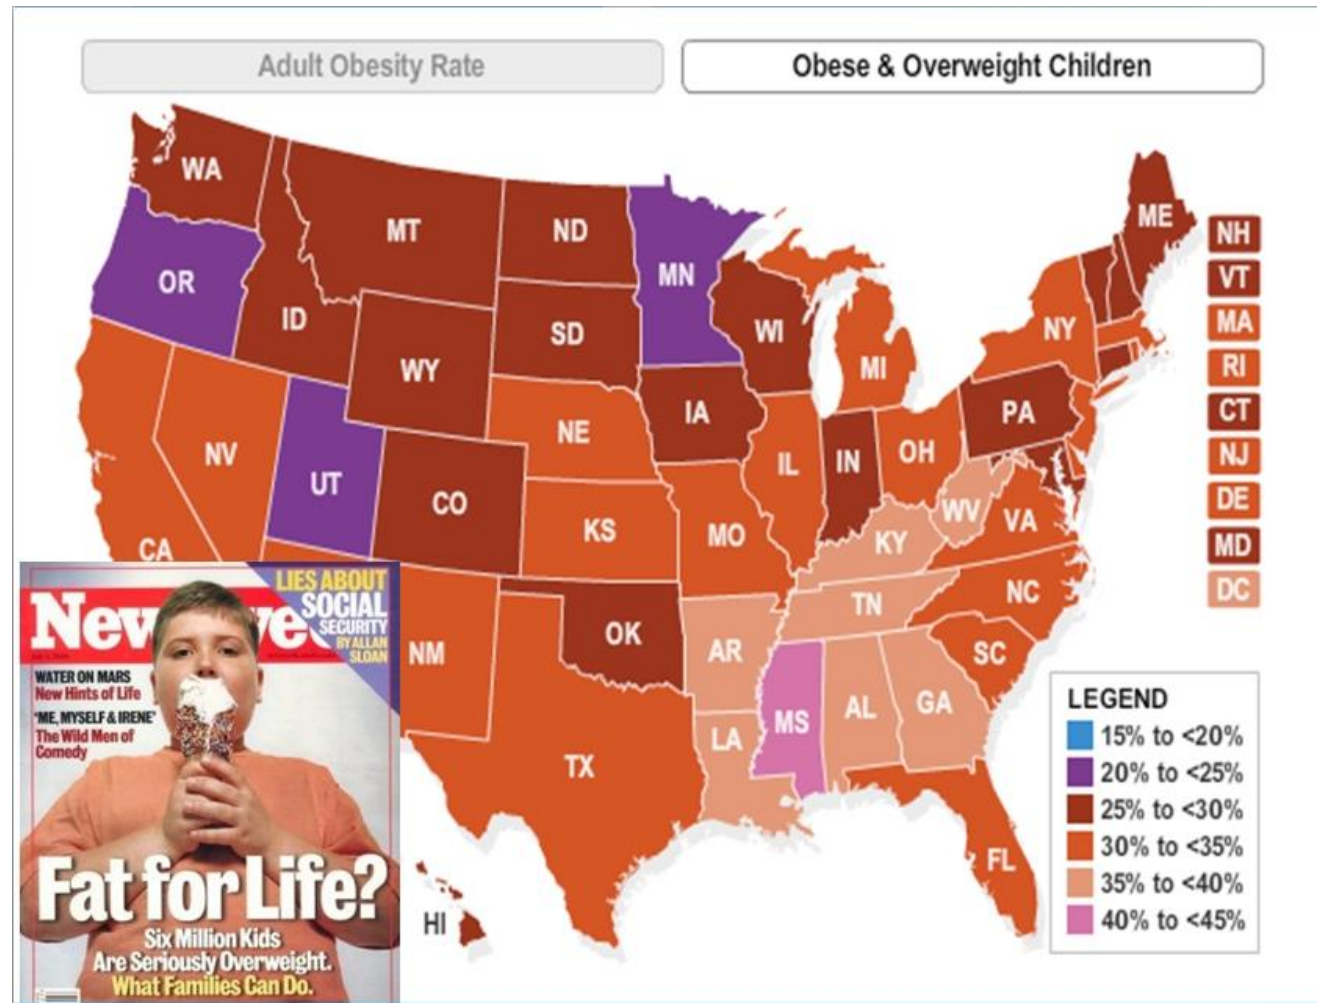 Adult Obesity Rate
Obese & Overweight Children
WA
MT
ND
MN
ME
OR
ID
WY
SD
WI
MI
NY
NH
VT
MA
RI
CT
NJ
DE
MD
DC
NV
UT
CO
NE
IA
IL
IN
OH
PA
CA
KS
MO
KY
WV
VA
NM
OK
AR
TN
NC
SC
TX
LA
MS
AL
GA
FL
HI
LEGEND
15% to <20%
20% to <25%
25% to <30%
30% to <35%
35% to <40%
40% to <45%
LIES ABOUT
SOCIAL
SECURITY
BY ALLAN
SLOAN
WATER ON MARS
New Hints of Life
'ME, MYSELF & IRENE'
The Wild Men of
Comedy
Fat for Life?
Six Million Kids
Are Seriously Overweight.
What Families Can Do.